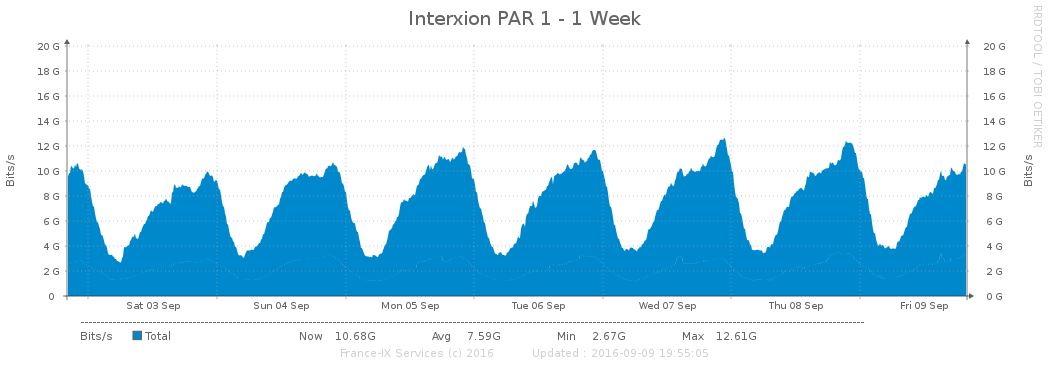 Interxion PAR 1 - 1 Week
RRDTOOL / TOBI OETIKER
Bits/s
20 G 20 G
18 G 18 G
16 G 16 G
14 G 14 G
12 G 12 G
10 G 10 G
8 G 8 G
6 G 6 G
4 G 4 G
2 G 2 G
0 0 G
Bits/s
Sat 03 Sep Sun 04 Sep Mon 05 Sep Tue 06 Sep Wed 07 Sep Thu 08 Sep Fri 09 Sep
Bits/s Total Now 10.68G Avg 7.59G Min 2.67G Max 12.61G
France-IX Services (c) 2016 Updated : 2016-09-09 19:55:05